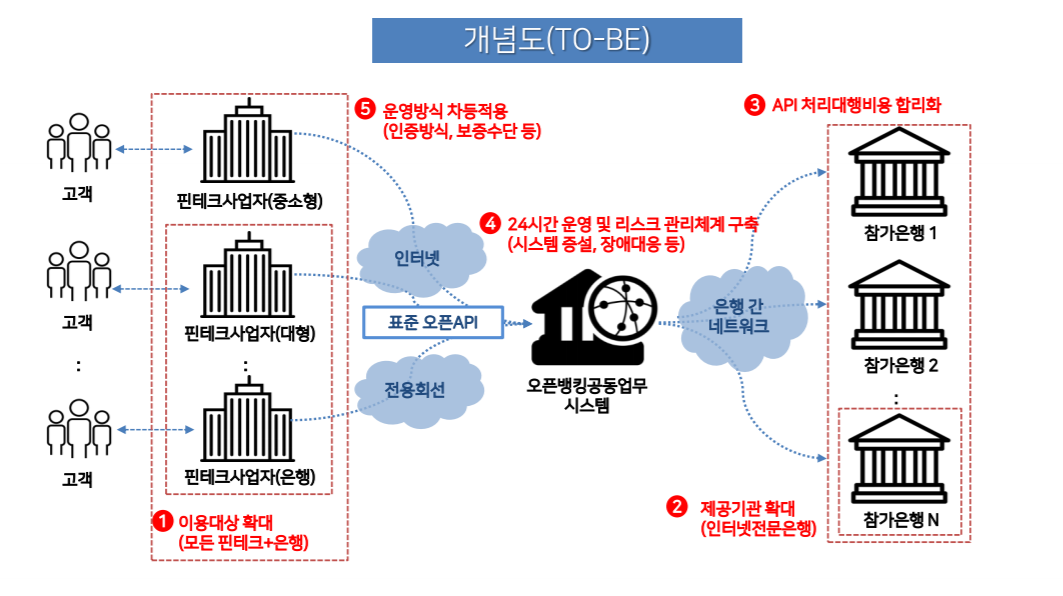 개념도(TO-BE)
❺ 운영방식 차등적용
(인증방식, 보증수단 등)
❸ API 처리대행비용 합리화
고객
핀테크사업자(중소형)
❹ 24시간 운영 및 리스크 관리체계 구축
(시스템 증설, 장애대응 등)
참가은행 1
인터넷
고객
핀테크사업자(대형)
표준 오픈API
은행 간
네트워크
참가은행 2
:
:
:
전용회선
오픈뱅킹공동업무
시스템
고객
핀테크사업자(은행)
❷ 제공기관 확대
(인터넷전문은행)
참가은행 N
❶ 이용대상 확대
(모든 핀테크+은행)